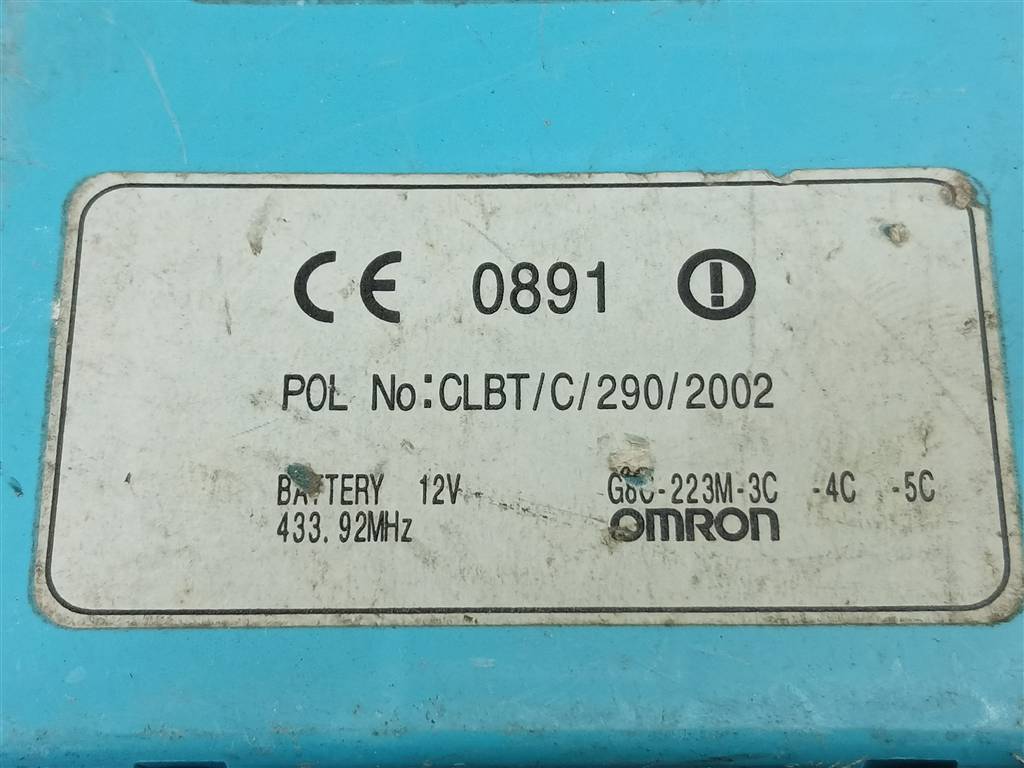 CE 0891
POL No:CLBT/C/290/2002
BATTERY 12V G8C-223M-3C -4C -5C
433.92MHz OMRON